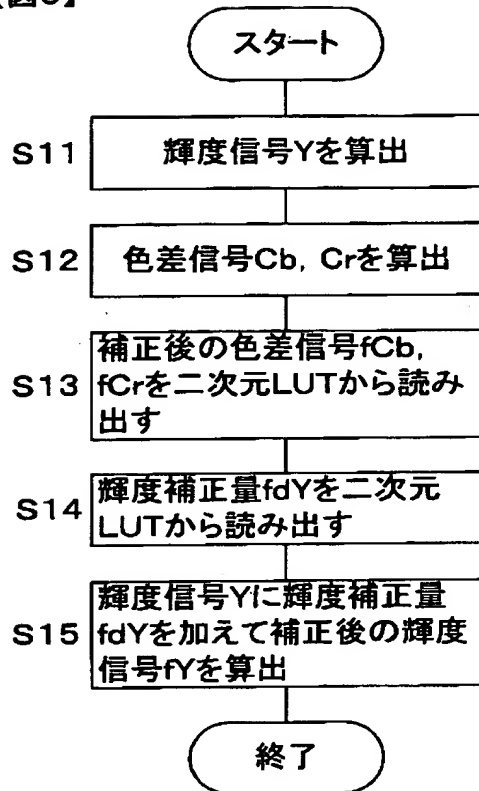 スタート
S11 輝度信号Yを算出
S12 色差信号Cb, Crを算出
補正後の色差信号fCb,
S13 fCrを二次元LUTから読み
出す
輝度補正量fdYを二次元
S14 LUTから読み出す
輝度信号Yに輝度補正量
S15 fdYを加えて補正後の輝度
信号fYを算出
終了